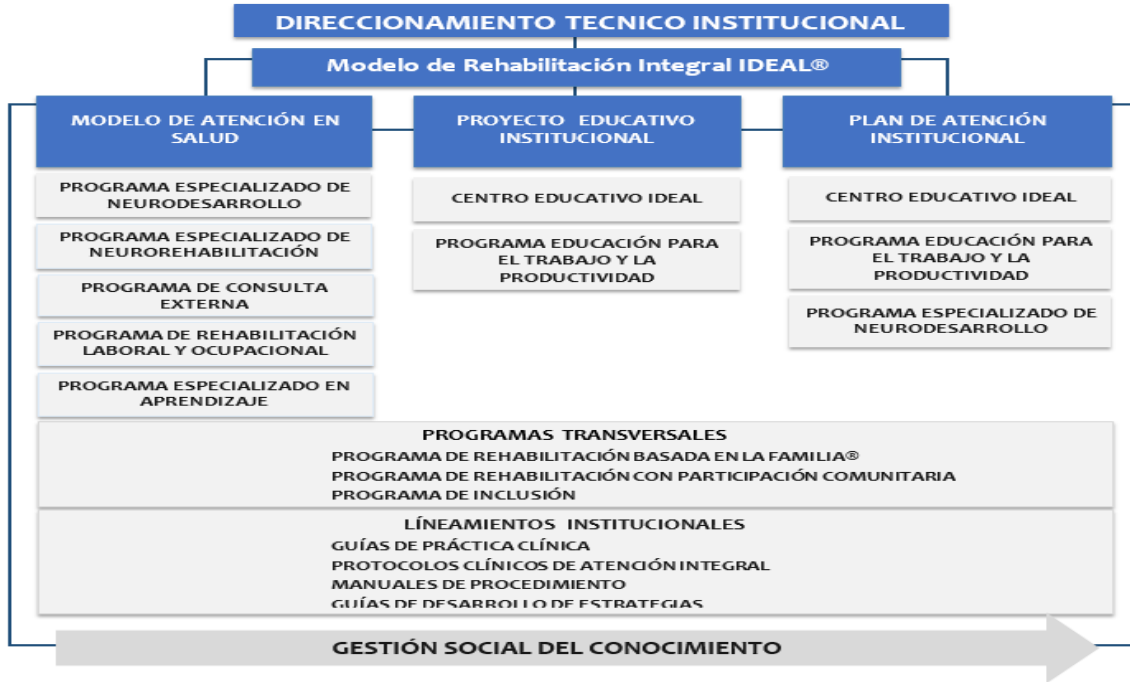 DIRECCIONAMIENTO TECNICO INSTITUCIONAL
Modelo de Rehabilitación Integral IDEAL®
MODELO DE ATENCIÓN EN
SALUD
PROGRAMA ESPECIALIZADO DE
NEURODESARROLLO
PROGRAMA ESPECIALIZADO DE
NEUROREHABILITACIÓN
PROGRAMA DE CONSULTA
EXTERNA
PROGRAMA DE REHABILITACIÓN
LABORAL Y OCUPACIONAL
PROGRAMA ESPECIALIZADO EN
APRENDIZAJE
PROYECTO EDUCATIVO
INSTITUCIONAL
CENTRO EDUCATIVO IDEAL
PROGRAMA EDUCACIÓN PARA
EL TRABAJO Y LA
PRODUCTIVIDAD
PLAN DE ATENCIÓN
INSTITUCIONAL
CENTRO EDUCATIVO IDEAL
PROGRAMA EDUCACIÓN PARA
EL TRABAJO Y LA
PRODUCTIVIDAD
PROGRAMA ESPECIALIZADO DE
NEURODESARROLLO
PROGRAMAS TRANSVERSALES
PROGRAMA DE REHABILITACIÓN BASADA EN LA FAMILIA®
PROGRAMA DE REHABILITACIÓN CON PARTICIPACIÓN COMUNITARIA
PROGRAMA DE INCLUSIÓN
LÍNEAMIENTOS INSTITUCIONALES
GUÍAS DE PRÁCTICA CLÍNICA
PROTOCOLOS CLÍNICOS DE ATENCIÓN INTEGRAL
MANUALES DE PROCEDIMIENTO
GUÍAS DE DESARROLLO DE ESTRATEGIAS
GESTIÓN SOCIAL DEL CONOCIMIENTO